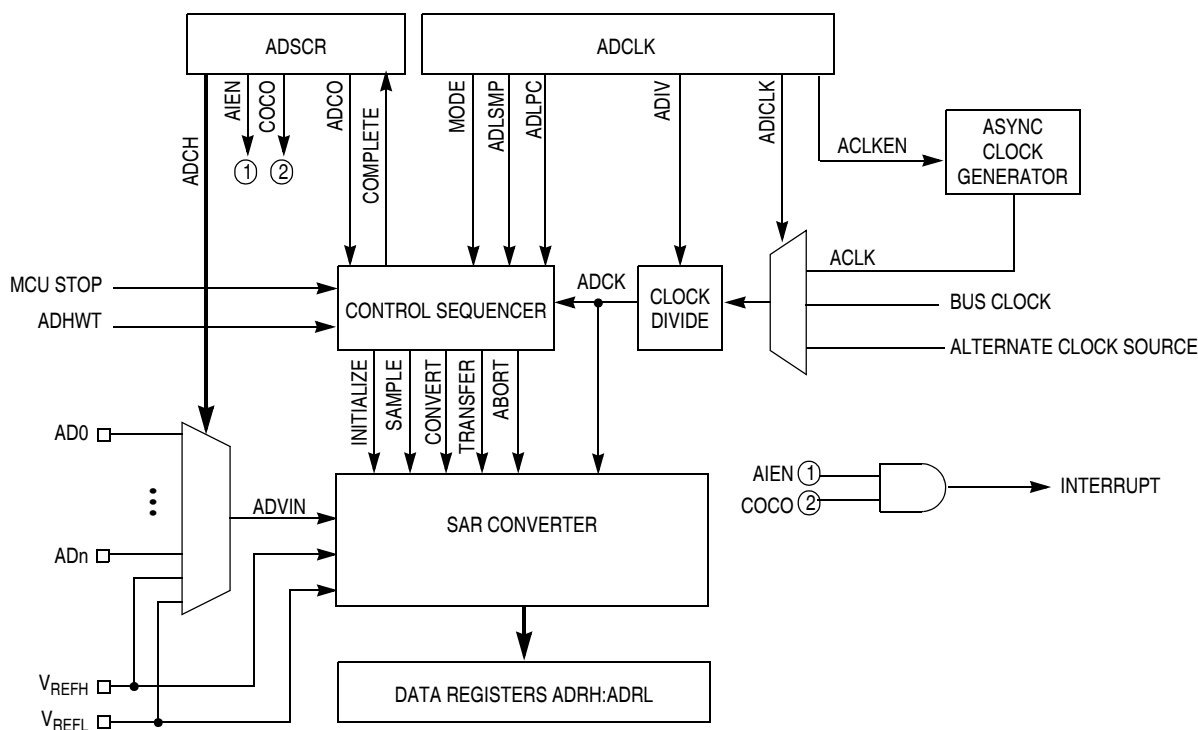 ADSCR
ADCLK
ADCH
AIEN
COCO
ADCO
COMPLETE
MODE
ADLSMP
ADLPC
ADIV
ADICLK
ACLKEN
ASYNC
CLOCK
GENERATOR
1
2
MCU STOP
ADHWT
CONTROL SEQUENCER
ADCK
CLOCK
DIVIDE
ACLK
BUS CLOCK
ALTERNATE CLOCK SOURCE
INITIALIZE
SAMPLE
CONVERT
TRANSFER
ABORT
AD0
•••
ADn
ADVIN
SAR CONVERTER
AIEN 1
COCO 2
INTERRUPT
VREFH
VREFL
DATA REGISTERS ADRH:ADRL